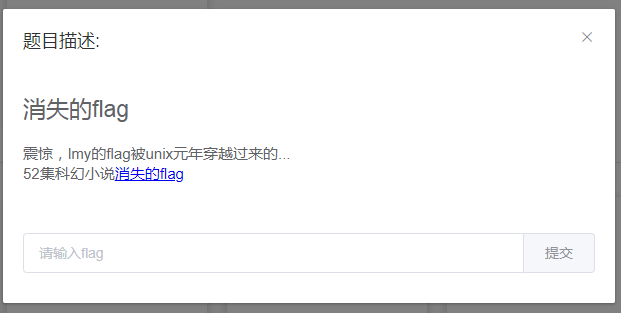 题目描述:
消失的flag
震惊，lmy的flag被unix元年穿越过来的...
52集科幻小说消失的flag
请输入flag
提交